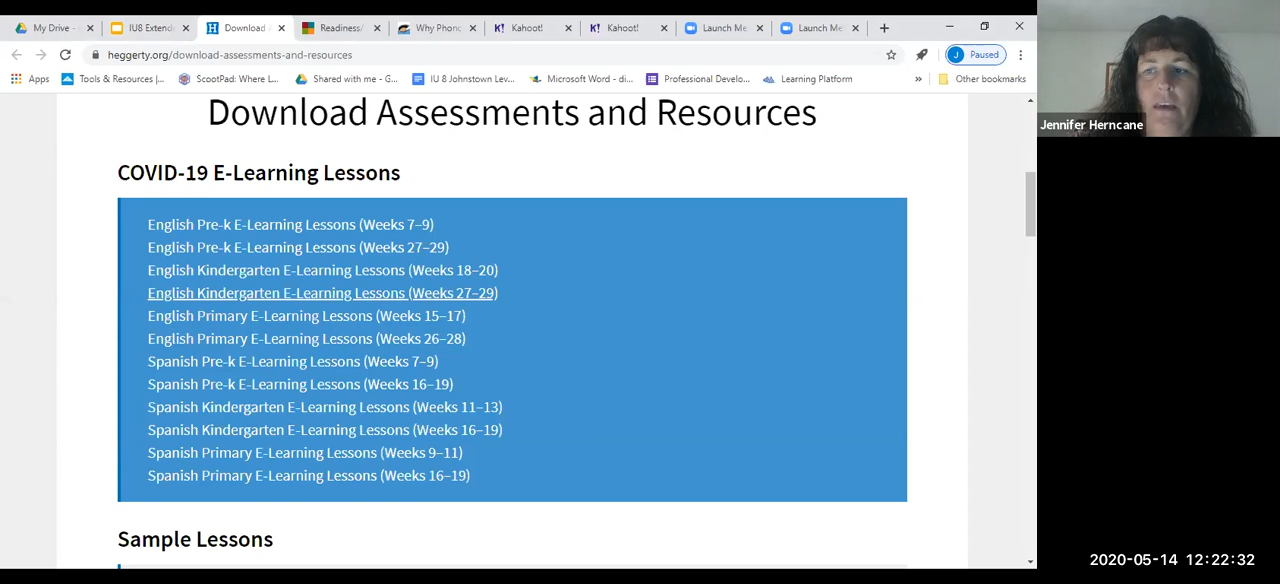 My Drive -
IU8 Extende
Download
Readiness/
Why Phono
Kahoot!
Kahoot!
Launch Me
Launch Me
heggerty.org/download-assessments-and-resources
J Paused
Apps
Tools & Resources |...
ScootPad: Where L...
Shared with me - G...
IU 8 Johnstown Lev...
Microsoft Word - di...
Professional Develo...
Learning Platform
»
Other bookmarks
Jennifer Herncane
Download Assessments and Resources
COVID-19 E-Learning Lessons
English Pre-k E-Learning Lessons (Weeks 7–9)
English Pre-k E-Learning Lessons (Weeks 27–29)
English Kindergarten E-Learning Lessons (Weeks 18–20)
English Kindergarten E-Learning Lessons (Weeks 27–29)
English Primary E-Learning Lessons (Weeks 15–17)
English Primary E-Learning Lessons (Weeks 26–28)
Spanish Pre-k E-Learning Lessons (Weeks 7–9)
Spanish Pre-k E-Learning Lessons (Weeks 16–19)
Spanish Kindergarten E-Learning Lessons (Weeks 11–13)
Spanish Kindergarten E-Learning Lessons (Weeks 16–19)
Spanish Primary E-Learning Lessons (Weeks 9–11)
Spanish Primary E-Learning Lessons (Weeks 16–19)
Sample Lessons
2020-05-14 12:22:32